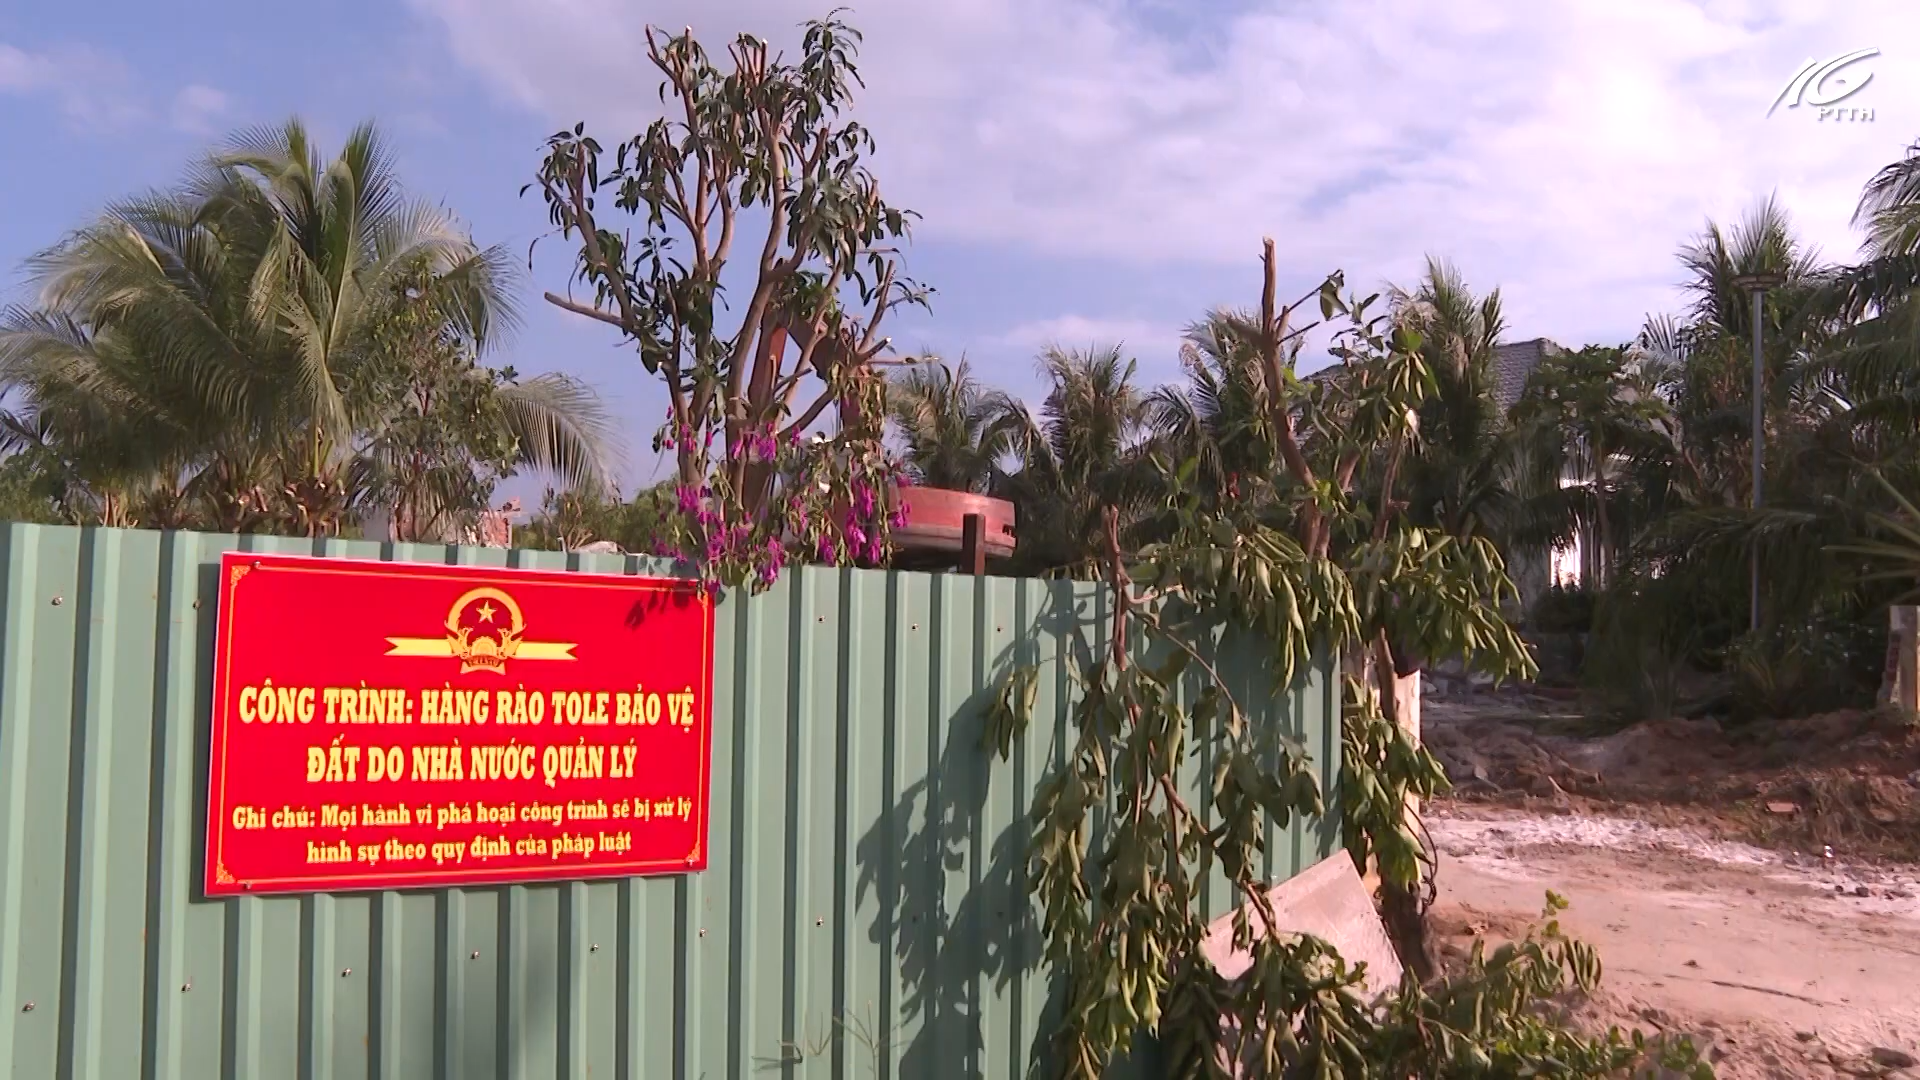 PTTH
CÔNG TRÌNH: HÀNG RÀO TOLE BẢO VỆ
ĐẤT DO NHÀ NƯỚC QUẢN LÝ
Ghi chú: Mọi hành vi phá hoại công trình sẽ bị xử lý
hình sự theo quy định của pháp luật